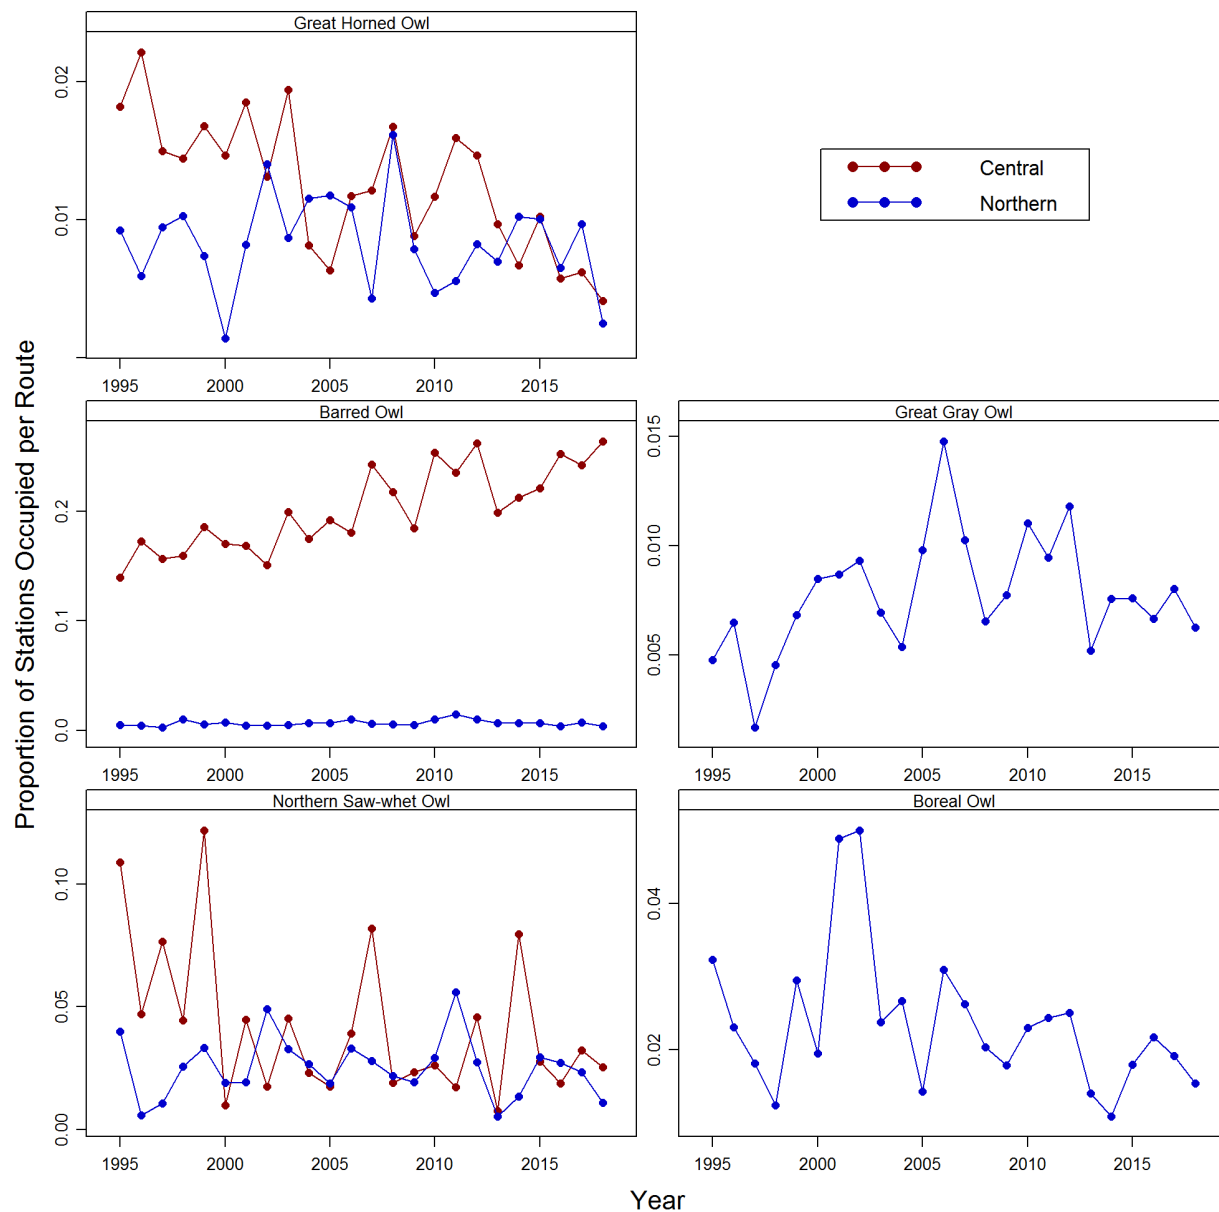 Great Horned Owl
0.02
0.01
1995 2000 2005 2010 2015
Central
Northern
Proportion of Stations Occupied per Route
Barred Owl
0.2
0.1
0.0
1995 2000 2005 2010 2015
Great Gray Owl
0.015
0.010
0.005
1995 2000 2005 2010 2015
Northern Saw-whet Owl
0.10
0.05
0.00
1995 2000 2005 2010 2015
Boreal Owl
0.04
0.02
1995 2000 2005 2010 2015
Year